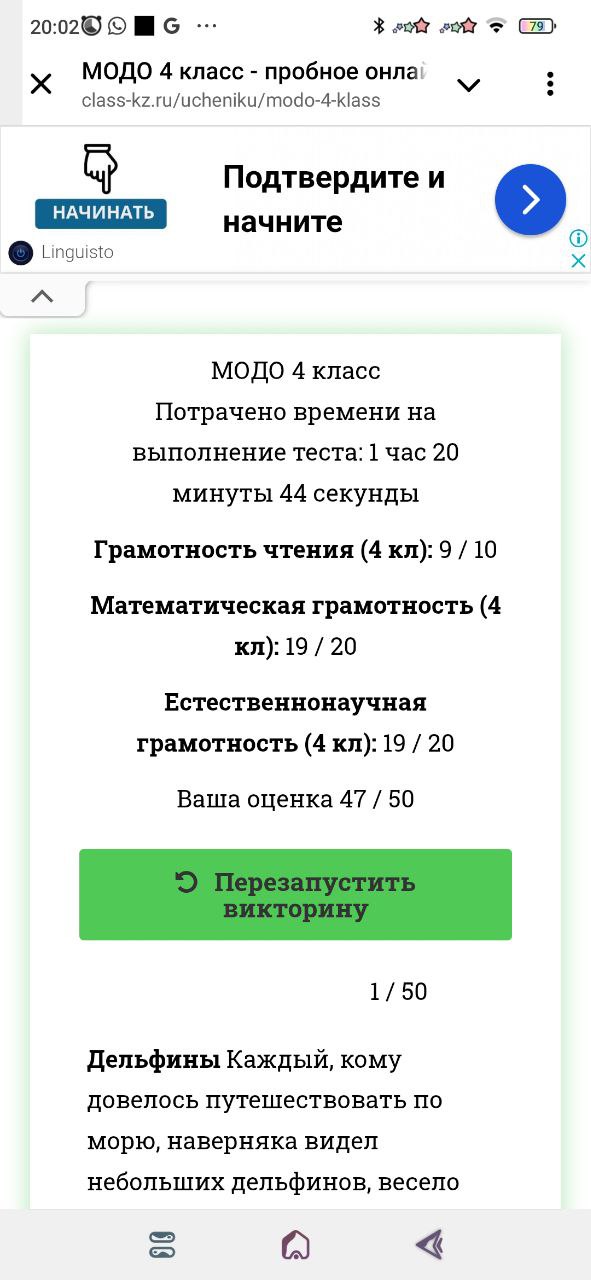 20:02 G ...
79
МОДО 4 класс - пробное онлай
class-kz.ru/ucheniku/modo-4-klass
НАЧИНАТЬ
Подтвердите и
начните
Linguisto
МОДО 4 класс
Потрачено времени на
выполнение теста: 1 час 20
минуты 44 секунды
Грамотность чтения (4 кл): 9 / 10
Математическая грамотность (4
кл): 19 / 20
Естественнонаучная
грамотность (4 кл): 19 / 20
Ваша оценка 47 / 50
Перезапустить
викторину
1 / 50
Дельфины Каждый, кому
довелось путешествовать по
морю, наверняка видел
небольших дельфинов, весело